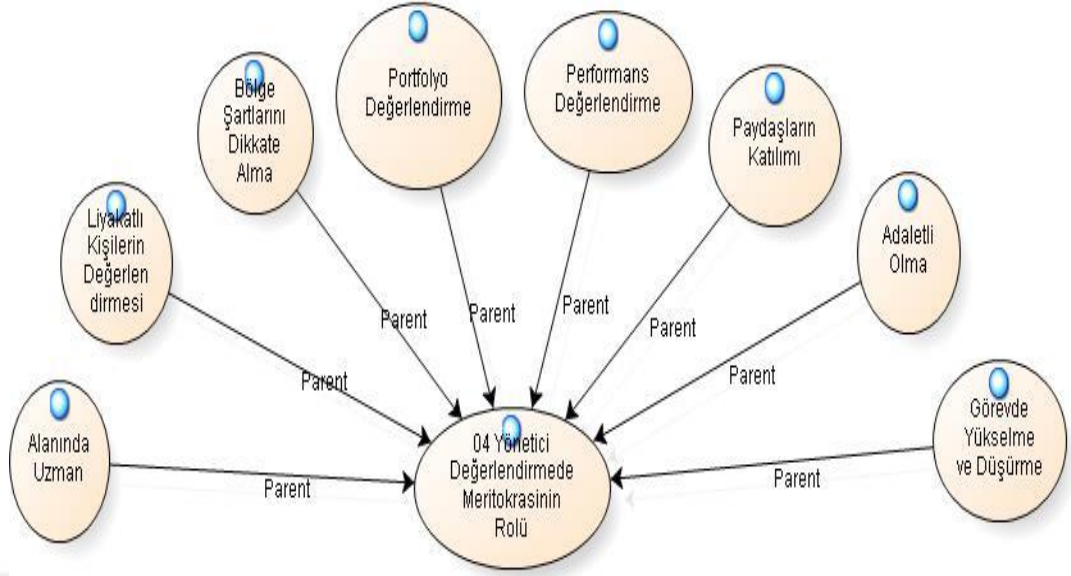 Portfolyo
Değerlendirme
Performans
Değerlendirme
Bölge
Şartlarını
Dikkate
Alma
Paydaşların
Katılımı
Liyakatlı
Kişilerin
Değerlen
dirmesi
Adaletli
Olma
Parent
Parent
Parent
Parent
Parent
Parent
Alanında
Uzman
Parent
04 Yönetici
Değerlendirmede
Meritokrasinin
Rolü
Parent
Görevde
Yükselme
ve Düşürme